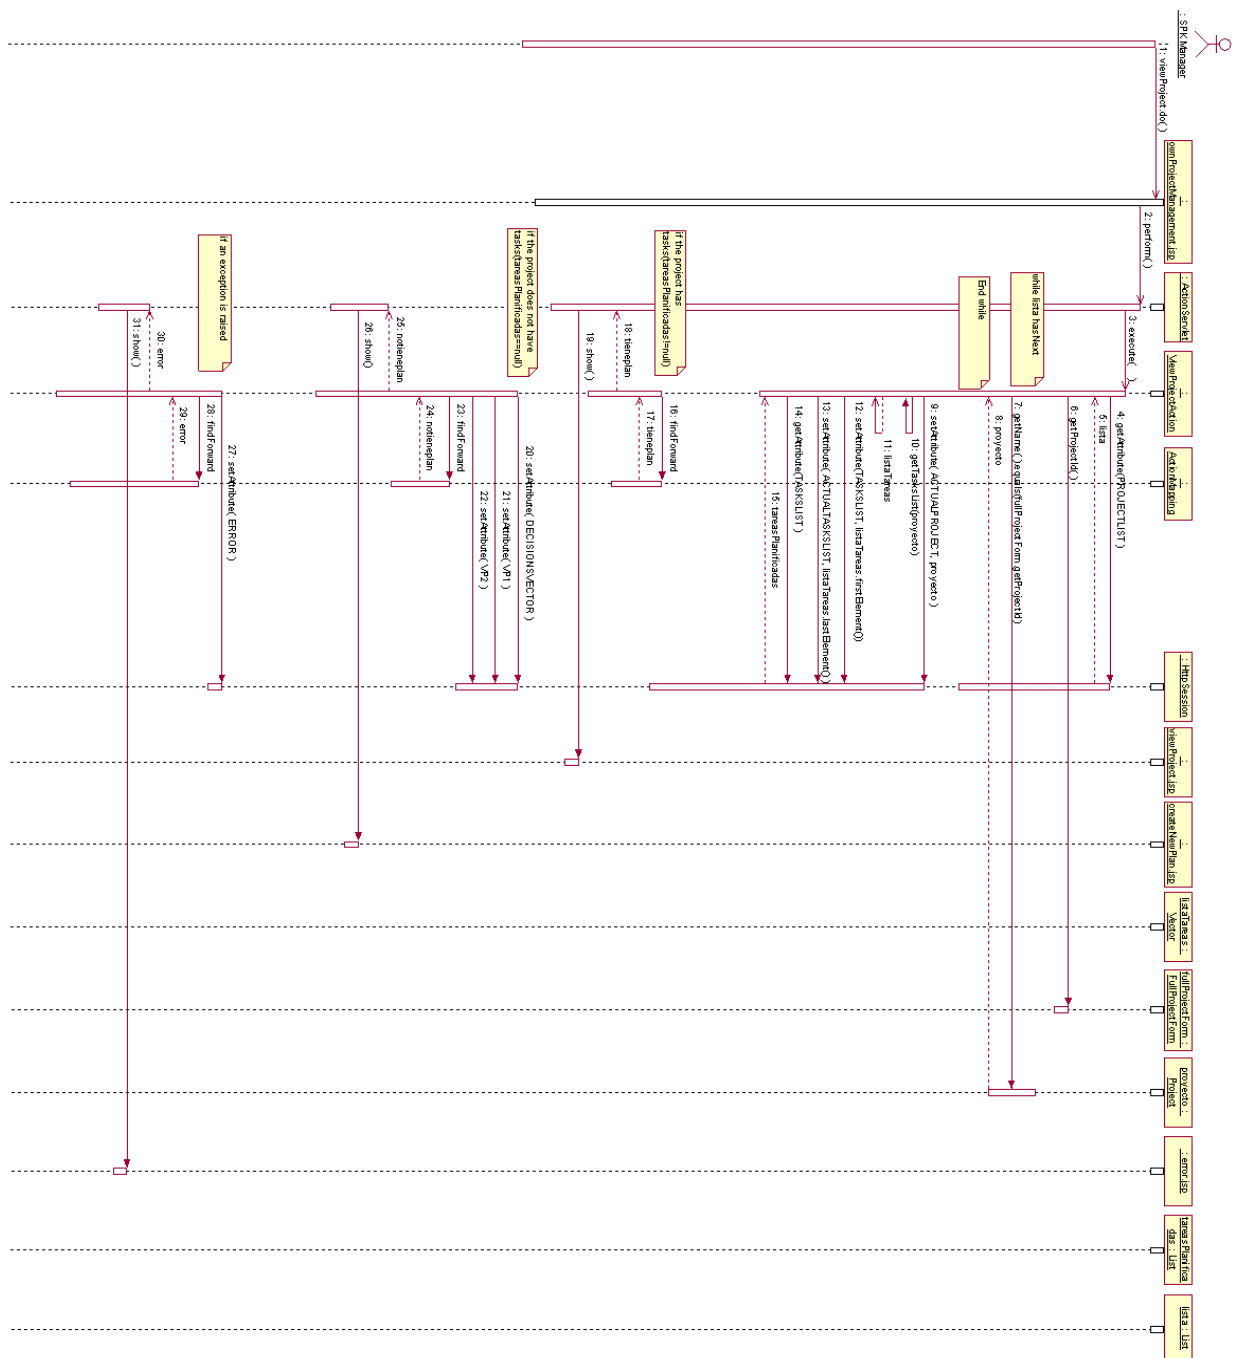 : SPK Manager
:
ownProjectManagement.jsp
: ActionServlet
:
ViewProjectAction
:
ActionMapping
: HttpSession
:
viewProject.jsp
:
createNewPlan.jsp
listaTareas :
Vector
fullProjectForm :
FullProjectForm
proyecto :
Project
: error.jsp
tareasPlanifica
das : List
lista : List
1: viewProject.do( )
2: perform( )
3: execute( )
4: getAttribute(PROJECTLIST )
5: lista
6: getProjectId( )
while lista hasNext
7: getName( ).equals(fullProjectForm.getProjectId)
8: proyecto
End while
9: setAttribute( ACTUALPROJECT, proyecto )
10: getTasksList(proyecto)
11: listaTareas
12: setAttribute(TASKSLIST, listaTareas.firstElement())
13: setAttribute( ACTUALTASKSLIST, listaTareas.lastElement( ) )
14: getAttribute(TASKSLIST )
15: tareasPlanificadas
if the project has
tasks(tareasPlanificadas!=null)
16: findForward
17: tieneplan
18: tieneplan
19: show( )
if the project does not have
tasks(tareasPlanificadas==null)
20: setAttribute( DECISIONSVECTOR )
21: setAttribute( VP1 )
22: setAttribute( VP2 )
23: findForward
24: notieneplan
25: notieneplan
26: show()
if an exception is raised
27: setAttribute( ERROR )
28: findForward
29: error
30: error
31: show( )